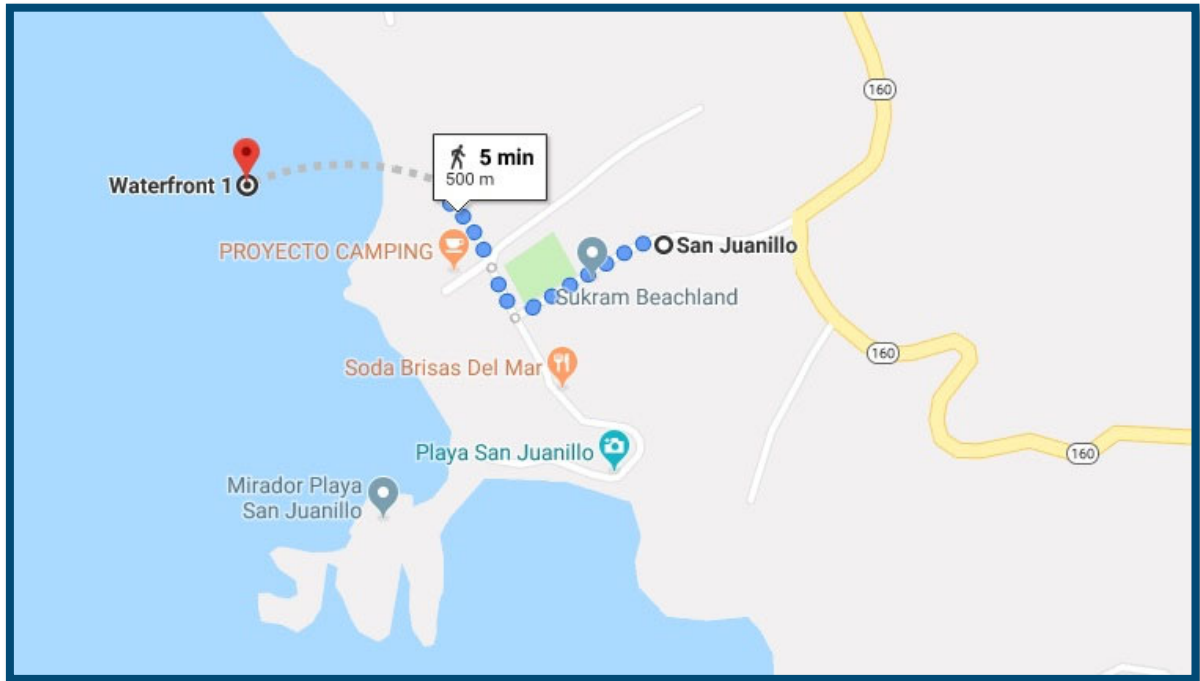 160
5 min
500 m
Waterfront 1
PROYECTO CAMPING
San Juanillo
Sukram Beachland
160
Soda Brisas Del Mar
Playa San Juanillo
160
Mirador Playa
San Juanillo